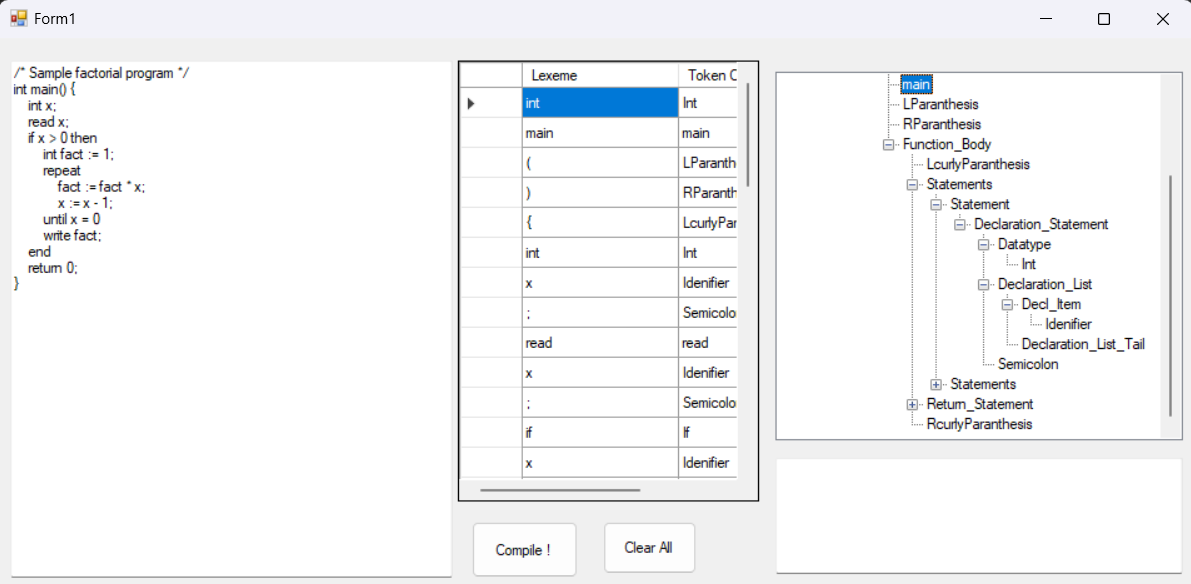 Form1
/* Sample factorial program */
int main() {
int x;
read x;
if x > 0 then
int fact := 1;
repeat
fact := fact * x;
x := x - 1;
until x = 0
write fact;
end
return 0;
}
Lexeme Token C
int Int
main main
( LParanth
) RParanth
{ LcurlyPar
int Int
x Idenifier
; Semicolo
read read
x Idenifier
; Semicolo
if If
x Idenifier
Compile !
Clear All
main
LParanthesis
RParanthesis
Function_Body
LcurlyParanthesis
Statements
Statement
Declaration_Statement
Datatype
Int
Declaration_List
Decl_Item
Idenifier
Declaration_List_Tail
Semicolon
Statements
Return_Statement
RcurlyParanthesis